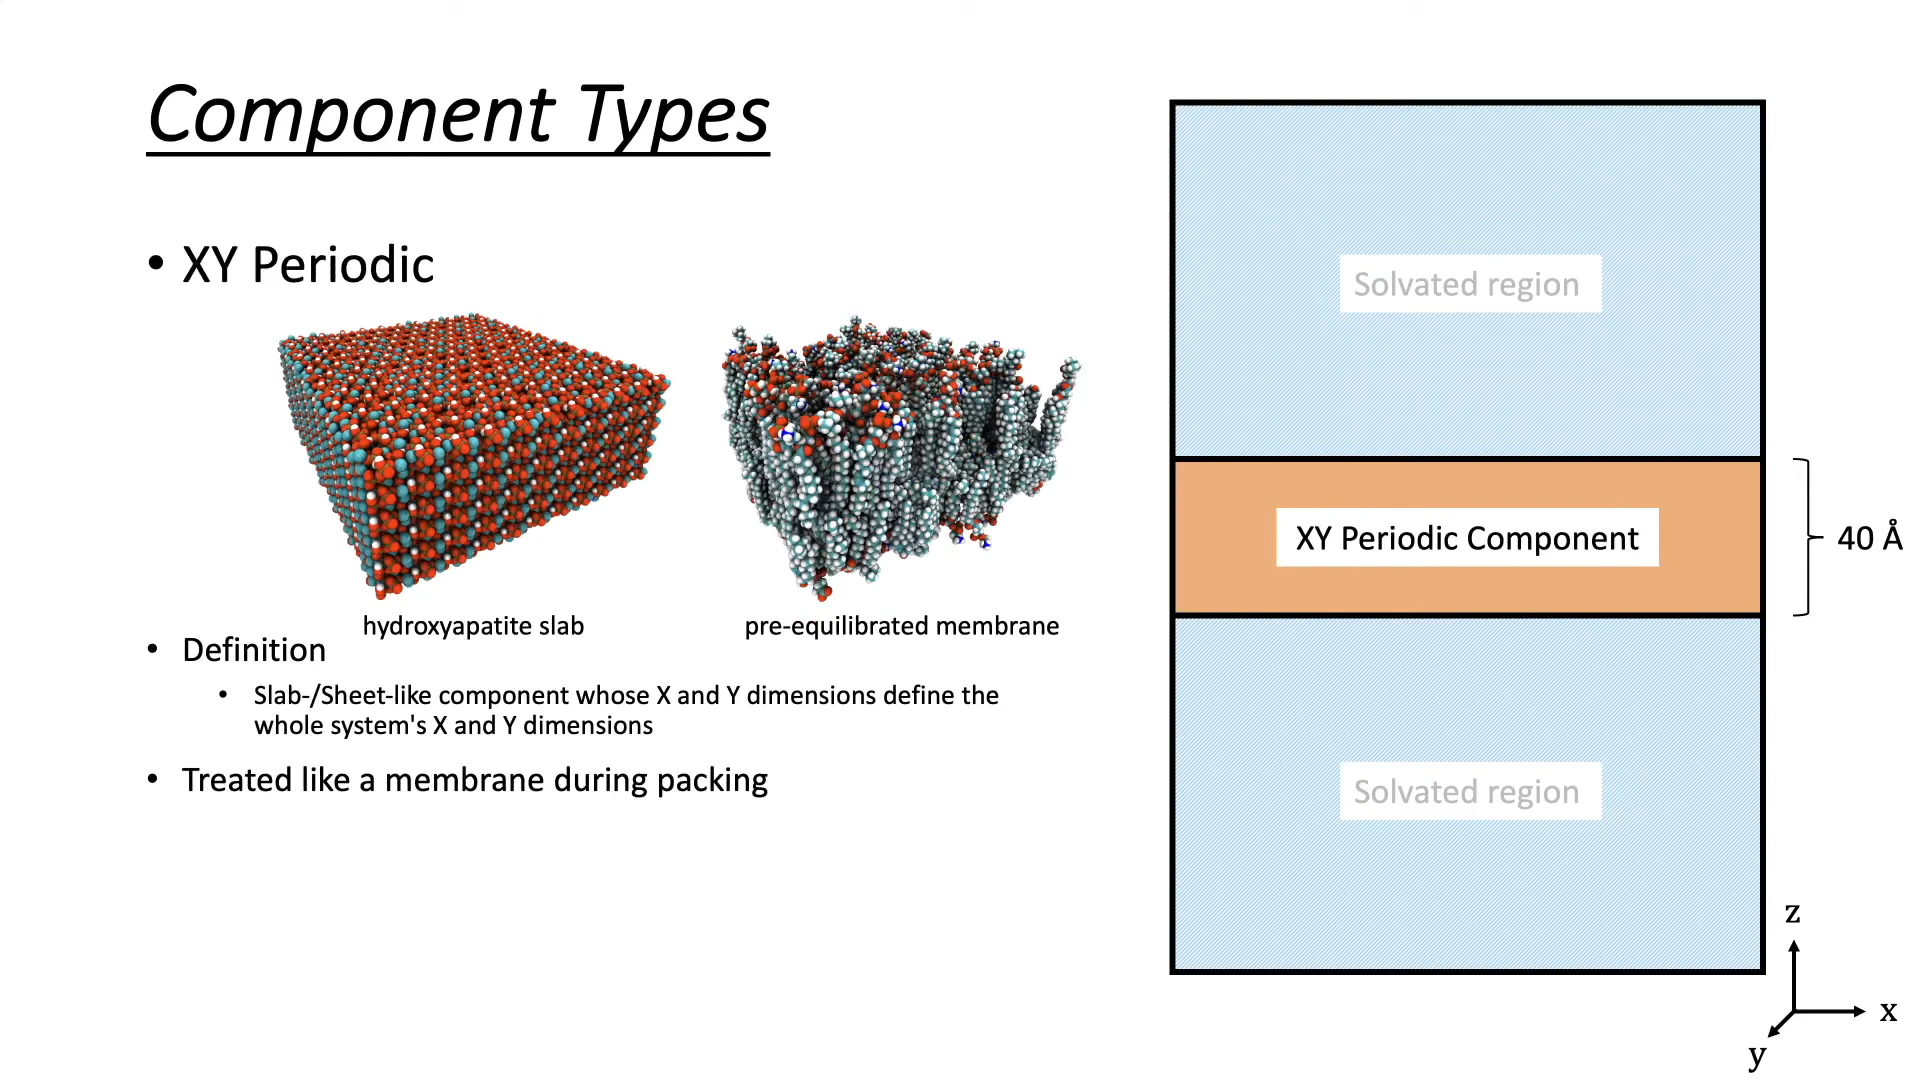 Component Types
• XY Periodic
hydroxyapatite slab
pre-equilibrated membrane
• Definition
• Slab-/Sheet-like component whose X and Y dimensions define the
whole system's X and Y dimensions
• Treated like a membrane during packing
Solvated region
XY Periodic Component
40 Å
Solvated region
z
x
y